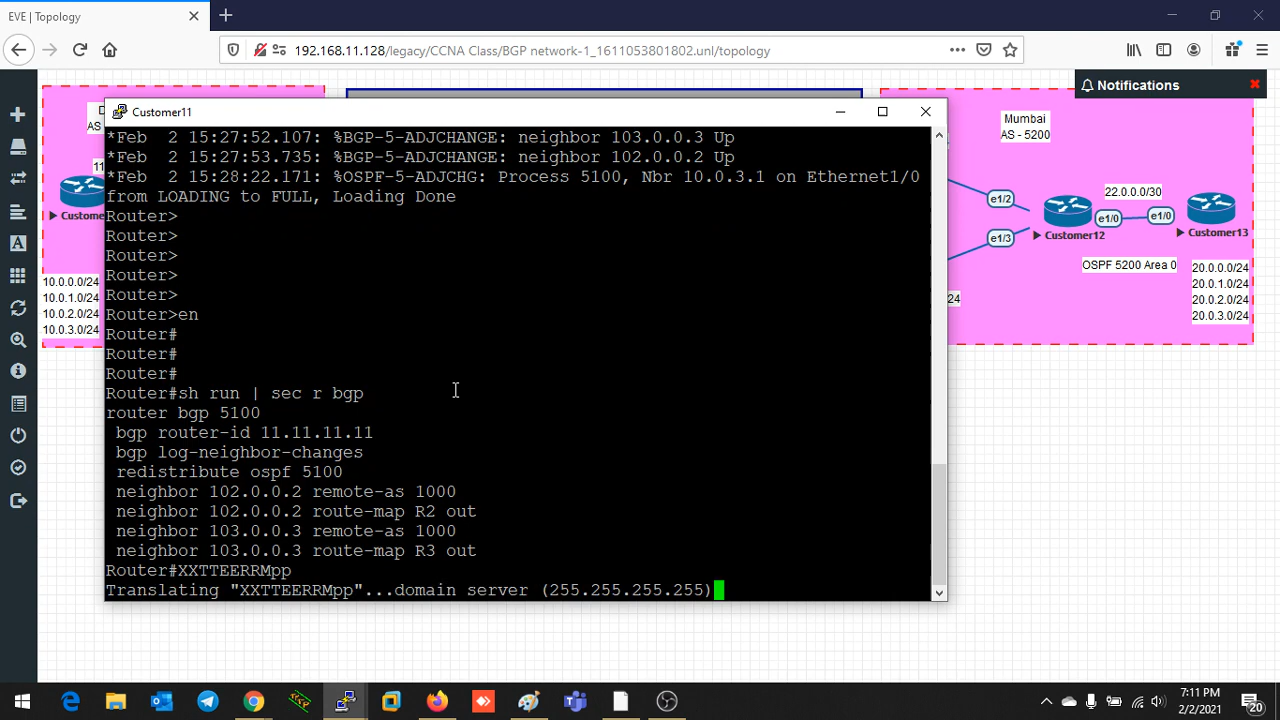 EVE | Topology
192.168.11.128/legacy/CCNA Class/BGP network-1_1611053801802.unl/topology
Notifications
Customer11
AS
11
Custome
10.0.0.0/24
10.0.1.0/24
10.0.2.0/24
10.0.3.0/24
*Feb  2 15:27:52.107: %BGP-5-ADJCHANGE: neighbor 103.0.0.3 Up
*Feb  2 15:27:53.735: %BGP-5-ADJCHANGE: neighbor 102.0.0.2 Up
*Feb  2 15:28:22.171: %OSPF-5-ADJCHG: Process 5100, Nbr 10.0.3.1 on Ethernet1/0
from LOADING to FULL, Loading Done
Router>
Router>
Router>
Router>
Router>
Router>en
Router#
Router#
Router#
Router#sh run | sec r bgp
router bgp 5100
bgp router-id 11.11.11.11
bgp log-neighbor-changes
redistribute ospf 5100
neighbor 102.0.0.2 remote-as 1000
neighbor 102.0.0.2 route-map R2 out
neighbor 103.0.0.3 remote-as 1000
neighbor 103.0.0.3 route-map R3 out
Router#XXTTEERRMpp
Translating "XXTTEERRMpp"...domain server (255.255.255.255)
Mumbai
AS - 5200
22.0.0.0/30
e1/2
e1/3
e1/0
e1/0
Customer12
Customer13
OSPF 5200 Area 0
24
20.0.0.0/24
20.0.1.0/24
20.0.2.0/24
20.0.3.0/24
7:11 PM
2/2/2021
20